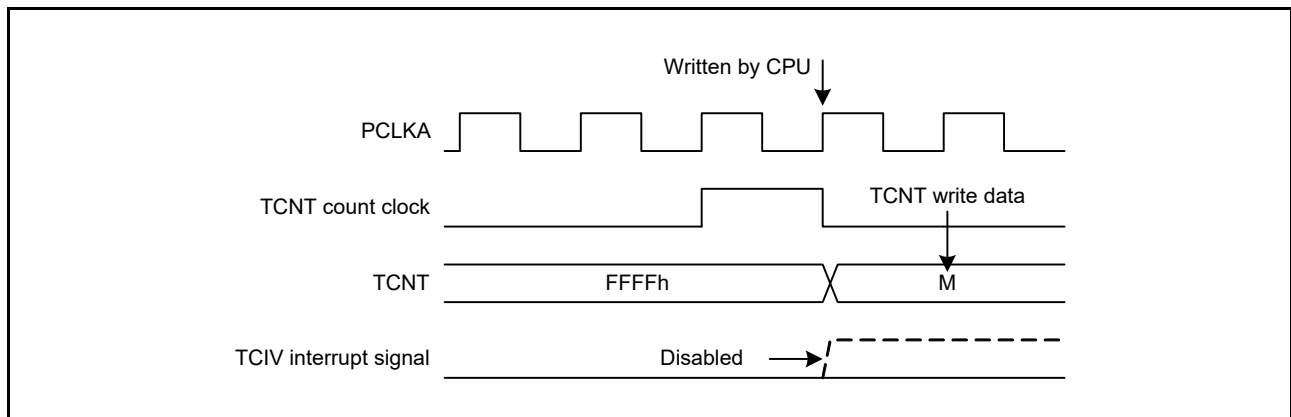 Written by CPU
PCLKA
TCNT count clock
TCNT write data
TCNT
FFFFh
M
TCIV interrupt signal
Disabled